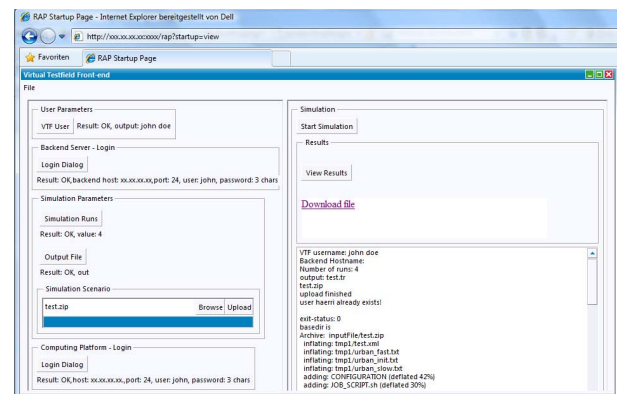 RAP Startup Page - Internet Explorer bereitgestellt von Dell
http://xxx.xx.xx.xx:xxxx/rap?startup=view
Favoriten
RAP Startup Page
Virtual Testfield Front-end
File
User Parameters
VTF User
Result: OK, output: john doe
Backend Server - Login
Login Dialog
Result: OK,backend host: xx.xx.xx.xx,port: 24, user: john, password: 3 chars
Simulation Parameters
Simulation Runs
Result: OK, value: 4
Output File
Result: OK, out
Simulation Scenario
test.zip
Browse
Upload
Computing Platform - Login
Login Dialog
Result: OK,host: xx.xx.xx.xx.,port: 24, user: john, password: 3 chars
Simulation
Start Simulation
Results
View Results
Download file
VTF username: john doe
Backend Hostname:
Number of runs: 4
output: test.tr
test.zip
upload finished
user haerri already exists!
exit-status: 0
basedir is
Archive: inputFile/test.zip
inflating: tmp1/test.xml
inflating: tmp1/urban_fast.txt
inflating: tmp1/urban_init.txt
inflating: tmp1/urban_slow.txt
adding: CONFIGURATION (deflated 42%)
adding: JOB_SCRIPT.sh (deflated 30%)